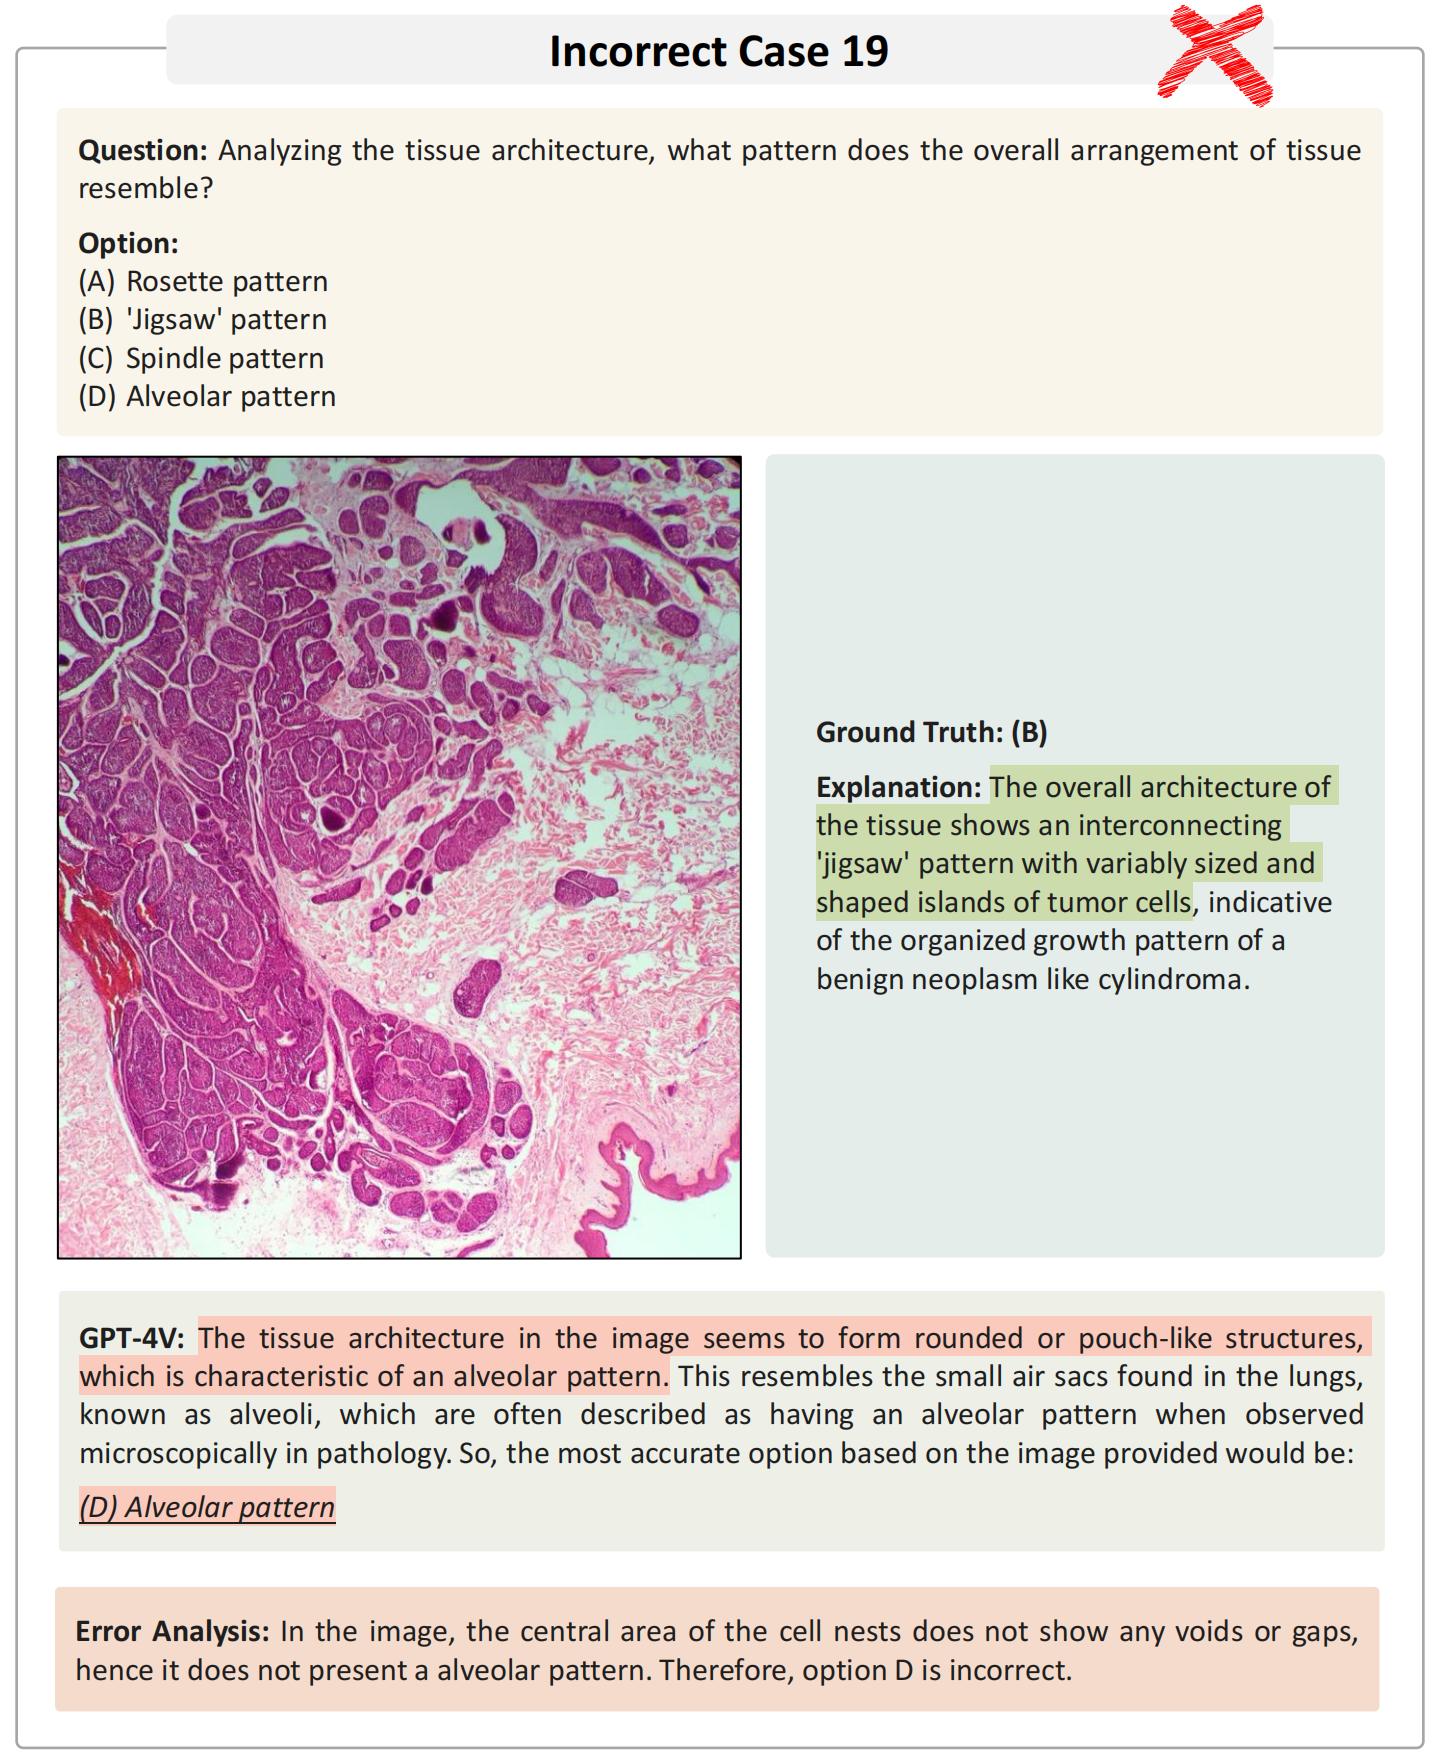 Incorrect Case 19
Question: Analyzing the tissue architecture, what pattern does the overall arrangement of tissue
resemble?
Option:
(A) Rosette pattern
(B) 'Jigsaw' pattern
(C) Spindle pattern
(D) Alveolar pattern
Ground Truth: (B)
Explanation: The overall architecture of
the tissue shows an interconnecting
'jigsaw' pattern with variably sized and
shaped islands of tumor cells, indicative
of the organized growth pattern of a
benign neoplasm like cylindroma.
GPT-4V: The tissue architecture in the image seems to form rounded or pouch-like structures,
which is characteristic of an alveolar pattern. This resembles the small air sacs found in the lungs,
known as alveoli, which are often described as having an alveolar pattern when observed
microscopically in pathology. So, the most accurate option based on the image provided would be:
(D) Alveolar pattern
Error Analysis: In the image, the central area of the cell nests does not show any voids or gaps,
hence it does not present a alveolar pattern. Therefore, option D is incorrect.